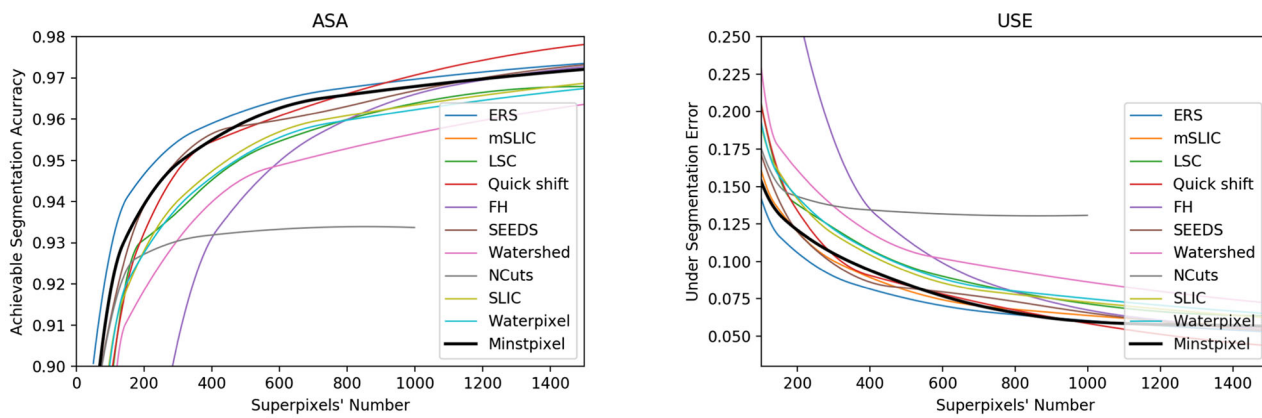 ASA
Achievable Segmentation Acurracy
0.98
0.97
0.96
0.95
0.94
0.93
0.92
0.91
0.90
0
200
400
600
800
1000
1200
1400
Superpixels' Number
ERS
mSLIC
LSC
Quick shift
FH
SEEDS
Watershed
NCuts
SLIC
Waterpixel
Minstpixel
USE
Under Segmentation Error
0.250
0.225
0.200
0.175
0.150
0.125
0.100
0.075
0.050
200
400
600
800
1000
1200
1400
Superpixels' Number
ERS
mSLIC
LSC
Quick shift
FH
SEEDS
Watershed
NCuts
SLIC
Waterpixel
Minstpixel